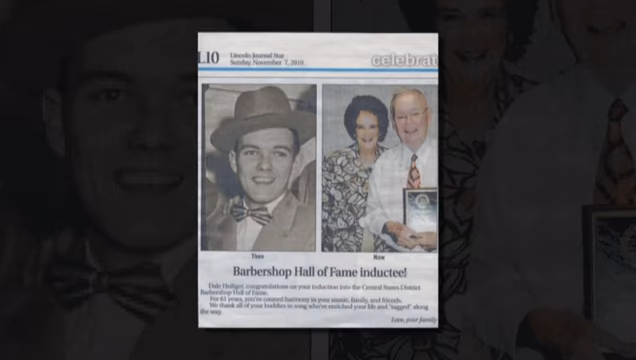 L10
Lincoln Journal Star
Sunday, November 7, 2010
celebrat
Then
Now
Barbershop Hall of Fame inductee!
Dale Heiliger, congratulations on your induction into the Central States District
Barbershop Hall of Fame.
For 61 years, you've created harmony in your music, family, and friends.
We thank all of your buddies in song who've enriched your life and "tagged" along
the way.
Love, your family